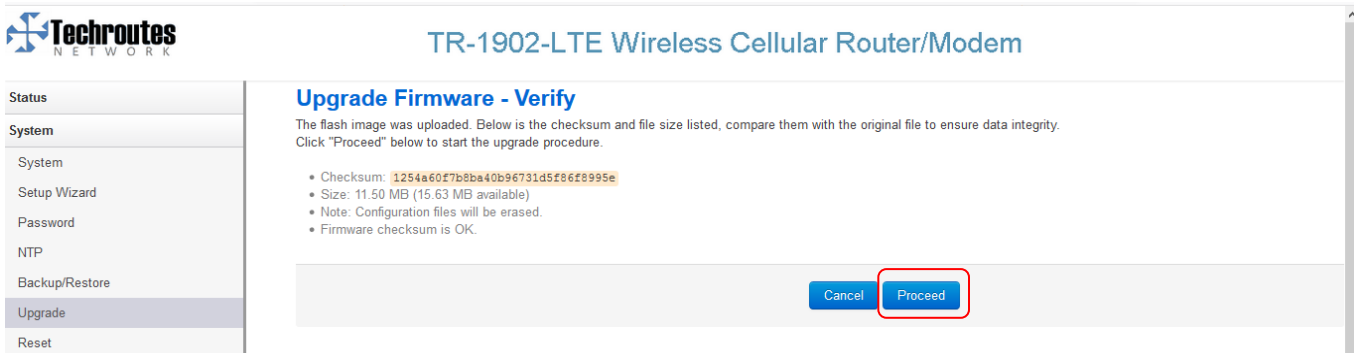 Techroutes
NETWORK
TR-1902-LTE Wireless Cellular Router/Modem
Status
System
System
Setup Wizard
Password
NTP
Backup/Restore
Upgrade
Reset
Upgrade Firmware - Verify
The flash image was uploaded. Below is the checksum and file size listed, compare them with the original file to ensure data integrity.
Click "Proceed" below to start the upgrade procedure.
• Checksum: 1254a60f7b8ba40b96731d5f86f8995e
• Size: 11.50 MB (15.63 MB available)
• Note: Configuration files will be erased.
• Firmware checksum is OK.
Cancel Proceed